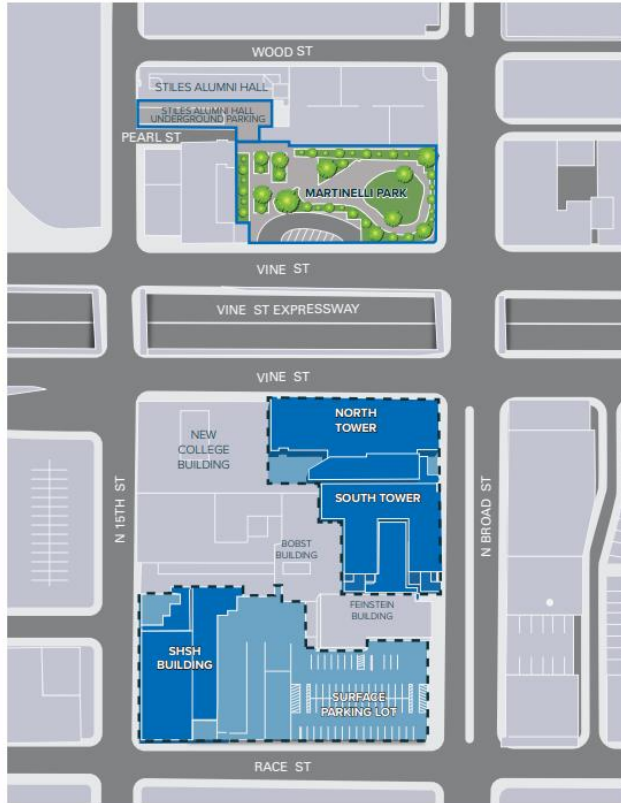 WOOD ST
STILES ALUMNI HALL
STILES ALUMNI HALL
UNDERGROUND PARKING
PEARL ST
MARTINELLI PARK
VINE ST
VINE ST EXPRESSWAY
VINE ST
NORTH
TOWER
NEW
COLLEGE
BUILDING
N 15TH ST
SOUTH TOWER
N BROAD ST
BOBST
BUILDING
FEINSTEIN
BUILDING
SHSH
BUILDING
SURFACE
PARKING LOT
RACE ST